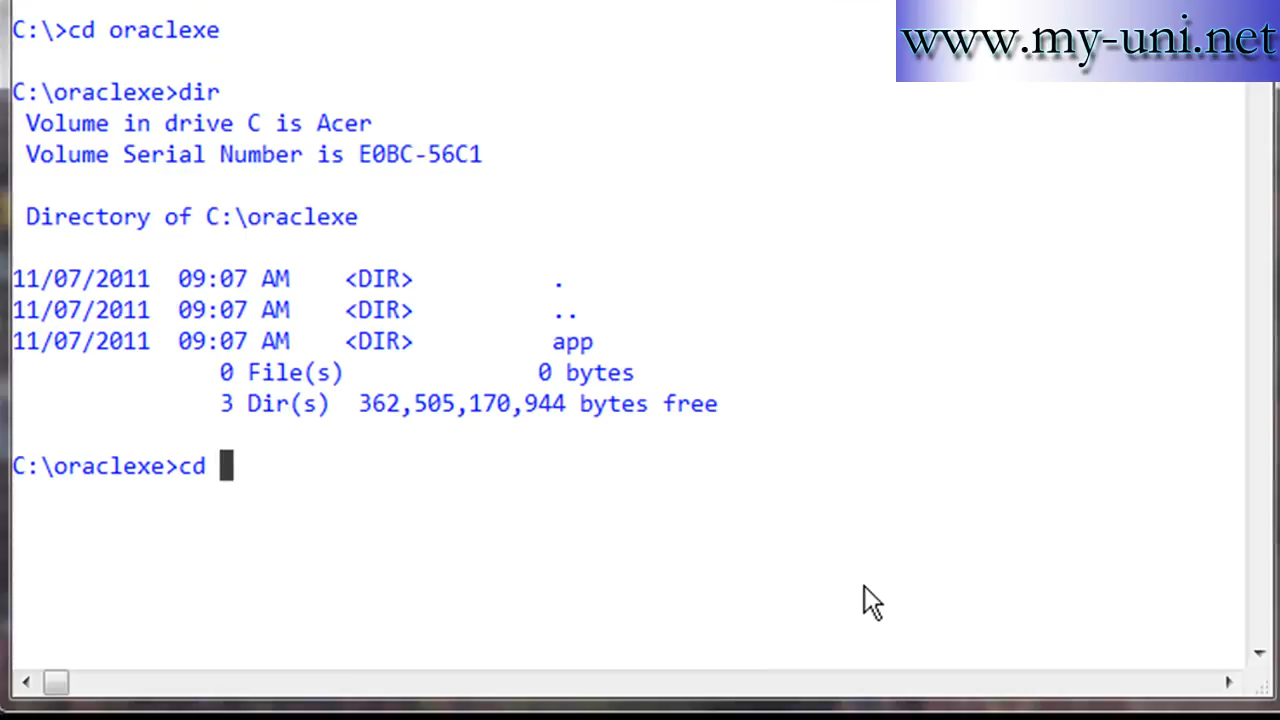 C:\>cd oraclexe
www.my-uni.net
C:\oraclexe>dir
Volume in drive C is Acer
Volume Serial Number is E0BC-56C1
Directory of C:\oraclexe
11/07/2011 09:07 AM <DIR> .
11/07/2011 09:07 AM <DIR> ..
11/07/2011 09:07 AM <DIR> app
0 File(s) 0 bytes
3 Dir(s) 362,505,170,944 bytes free
C:\oraclexe>cd